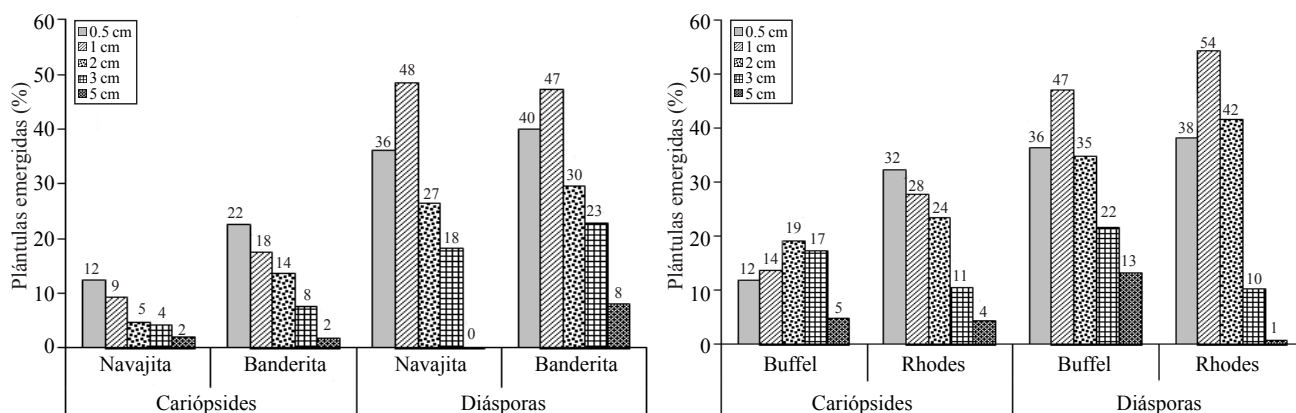 60
50
40
30
20
10
0
Plántulas emergidas (%)
0.5 cm
1 cm
2 cm
3 cm
5 cm
12
9
5
4
2
22
18
14
8
2
36
48
27
18
0
40
47
30
23
8
Navajita
Banderita
Navajita
Banderita
Cariópsides
Diásporas
60
50
40
30
20
10
0
Plántulas emergidas (%)
0.5 cm
1 cm
2 cm
3 cm
5 cm
12
14
19
17
5
32
28
24
11
4
36
47
35
22
13
38
54
42
10
1
Buffel
Rhodes
Buffel
Rhodes
Cariópsides
Diásporas